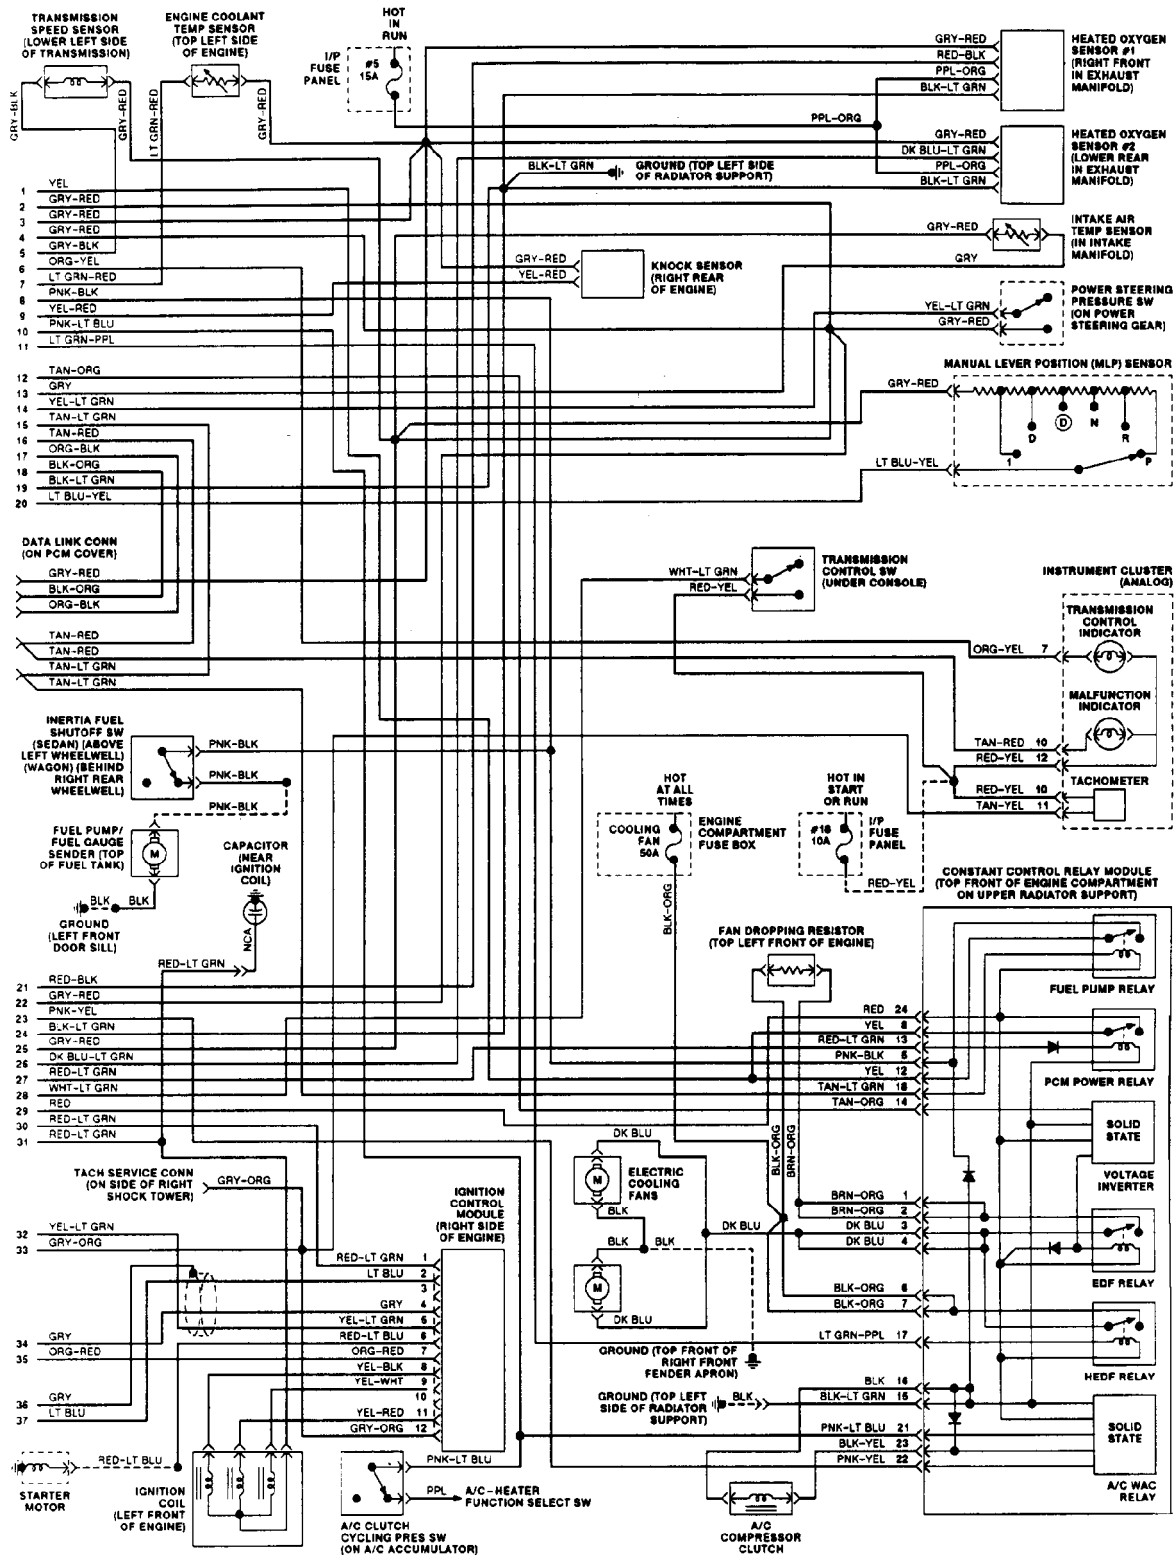 TRANSMISSION
SPEED SENSOR
(LOWER LEFT SIDE
OF TRANSMISSION)
ENGINE COOLANT
TEMP SENSOR
(TOP LEFT SIDE
OF ENGINE)
HOT
IN
RUN
I/P
FUSE
PANEL
#5
15A
GRY-RED
RED-BLK
PPL-ORG
BLK-LT GRN
HEATED OXYGEN
SENSOR #1
(RIGHT FRONT
IN EXHAUST
MANIFOLD)
GRY-BLK
GRY-RED
LT GRN-RED
GRY-RED
PPL-ORG
GRY-RED
DK BLU-LT GRN
PPL-ORG
BLK-LT GRN
HEATED OXYGEN
SENSOR #2
(LOWER REAR
IN EXHAUST
MANIFOLD)
BLK-LT GRN
GROUND (TOP LEFT SIDE
OF RADIATOR SUPPORT)
1 YEL
2 GRY-RED
3 GRY-RED
4 GRY-RED
5 GRY-BLK
6 ORG-YEL
7 LT GRN-RED
8 PNK-BLK
9 YEL-RED
10 PNK-LT BLU
11 LT GRN-PPL
12 TAN-ORG
13 GRY
14 YEL-LT GRN
15 TAN-LT GRN
16 TAN-RED
17 ORG-BLK
18 BLK-ORG
19 BLK-LT GRN
20 LT BLU-YEL
GRY-RED
GRY
INTAKE AIR
TEMP SENSOR
(IN INTAKE
MANIFOLD)
GRY-RED
YEL-RED
KNOCK SENSOR
(RIGHT REAR
OF ENGINE)
YEL-LT GRN
GRY-RED
POWER STEERING
PRESSURE SW
(ON POWER
STEERING GEAR)
MANUAL LEVER POSITION (MLP) SENSOR
GRY-RED
LT BLU-YEL
1
D
D
N
R
P
DATA LINK CONN
(ON PCM COVER)
GRY-RED
BLK-ORG
ORG-BLK
TAN-RED
TAN-RED
TAN-LT GRN
TAN-LT GRN
WHT-LT GRN
RED-YEL
TRANSMISSION
CONTROL SW
(UNDER CONSOLE)
INSTRUMENT CLUSTER
(ANALOG)
TRANSMISSION
CONTROL
INDICATOR
ORG-YEL 7
MALFUNCTION
INDICATOR
TAN-RED 10
RED-YEL 12
TACHOMETER
RED-YEL 10
TAN-YEL 11
INERTIA FUEL
SHUTOFF SW
(SEDAN) (ABOVE
LEFT WHEELWELL)
(WAGON) (BEHIND
RIGHT REAR
WHEELWELL)
PNK-BLK
PNK-BLK
PNK-BLK
FUEL PUMP/
FUEL GAUGE
SENDER (TOP
OF FUEL TANK)
M
BLK
BLK
GROUND
(LEFT FRONT
DOOR SILL)
CAPACITOR
(NEAR
IGNITION
COIL)
NCA
RED-LT GRN
HOT
AT ALL
TIMES
COOLING
FAN
50A
ENGINE
COMPARTMENT
FUSE BOX
BLK-ORG
HOT IN
START
OR RUN
#18
10A
I/P
FUSE
PANEL
RED-YEL
CONSTANT CONTROL RELAY MODULE
(TOP FRONT OF ENGINE COMPARTMENT
ON UPPER RADIATOR SUPPORT)
FAN DROPPING RESISTOR
(TOP LEFT FRONT OF ENGINE)
21 RED-BLK
22 GRY-RED
23 PNK-YEL
24 BLK-LT GRN
25 GRY-RED
26 DK BLU-LT GRN
27 RED-LT GRN
28 WHT-LT GRN
29 RED
30 RED-LT GRN
31 RED-LT GRN
RED 24
YEL 8
RED-LT GRN 13
PNK-BLK 5
YEL 12
TAN-LT GRN 18
TAN-ORG 14
FUEL PUMP RELAY
PCM POWER RELAY
SOLID
STATE
VOLTAGE
INVERTER
TACH SERVICE CONN
(ON SIDE OF RIGHT
SHOCK TOWER)
GRY-ORG
DK BLU
M
ELECTRIC
COOLING
FANS
BLK
BLK
BLK
M
DK BLU
DK BLU
BLK-ORG
BRN-ORG
BRN-ORG 1
BRN-ORG 2
DK BLU 3
DK BLU 4
EDF RELAY
BLK-ORG 6
BLK-ORG 7
LT GRN-PPL 17
HEDF RELAY
32 YEL-LT GRN
33 GRY-ORG
34 GRY
35 ORG-RED
36 GRY
37 LT BLU
IGNITION
CONTROL
MODULE
(RIGHT SIDE
OF ENGINE)
RED-LT GRN 1
LT BLU 2
3
GRY 4
YEL-LT GRN 5
RED-LT BLU 6
ORG-RED 7
YEL-BLK 8
YEL-WHT 9
10
YEL-RED 11
GRY-ORG 12
GROUND (TOP FRONT OF
RIGHT FRONT
FENDER APRON)
GROUND (TOP LEFT
SIDE OF RADIATOR
SUPPORT)
BLK
BLK 16
BLK-LT GRN 15
PNK-LT BLU 21
BLK-YEL 23
PNK-YEL 22
SOLID
STATE
A/C WAC
RELAY
RED-LT BLU
STARTER
MOTOR
IGNITION
COIL
(LEFT FRONT
OF ENGINE)
PNK-LT BLU
PPL
A/C-HEATER
FUNCTION SELECT SW
A/C CLUTCH
CYCLING PRES SW
(ON A/C ACCUMULATOR)
A/C
COMPRESSOR
CLUTCH